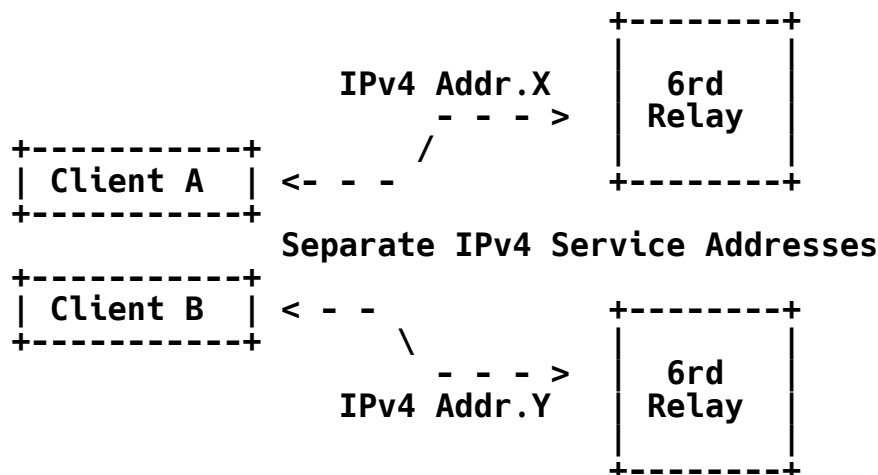 IPv4 Addr.X
6rd
Relay
Client A
Separate IPv4 Service Addresses
Client B
6rd
IPv4 Addr.Y
Relay